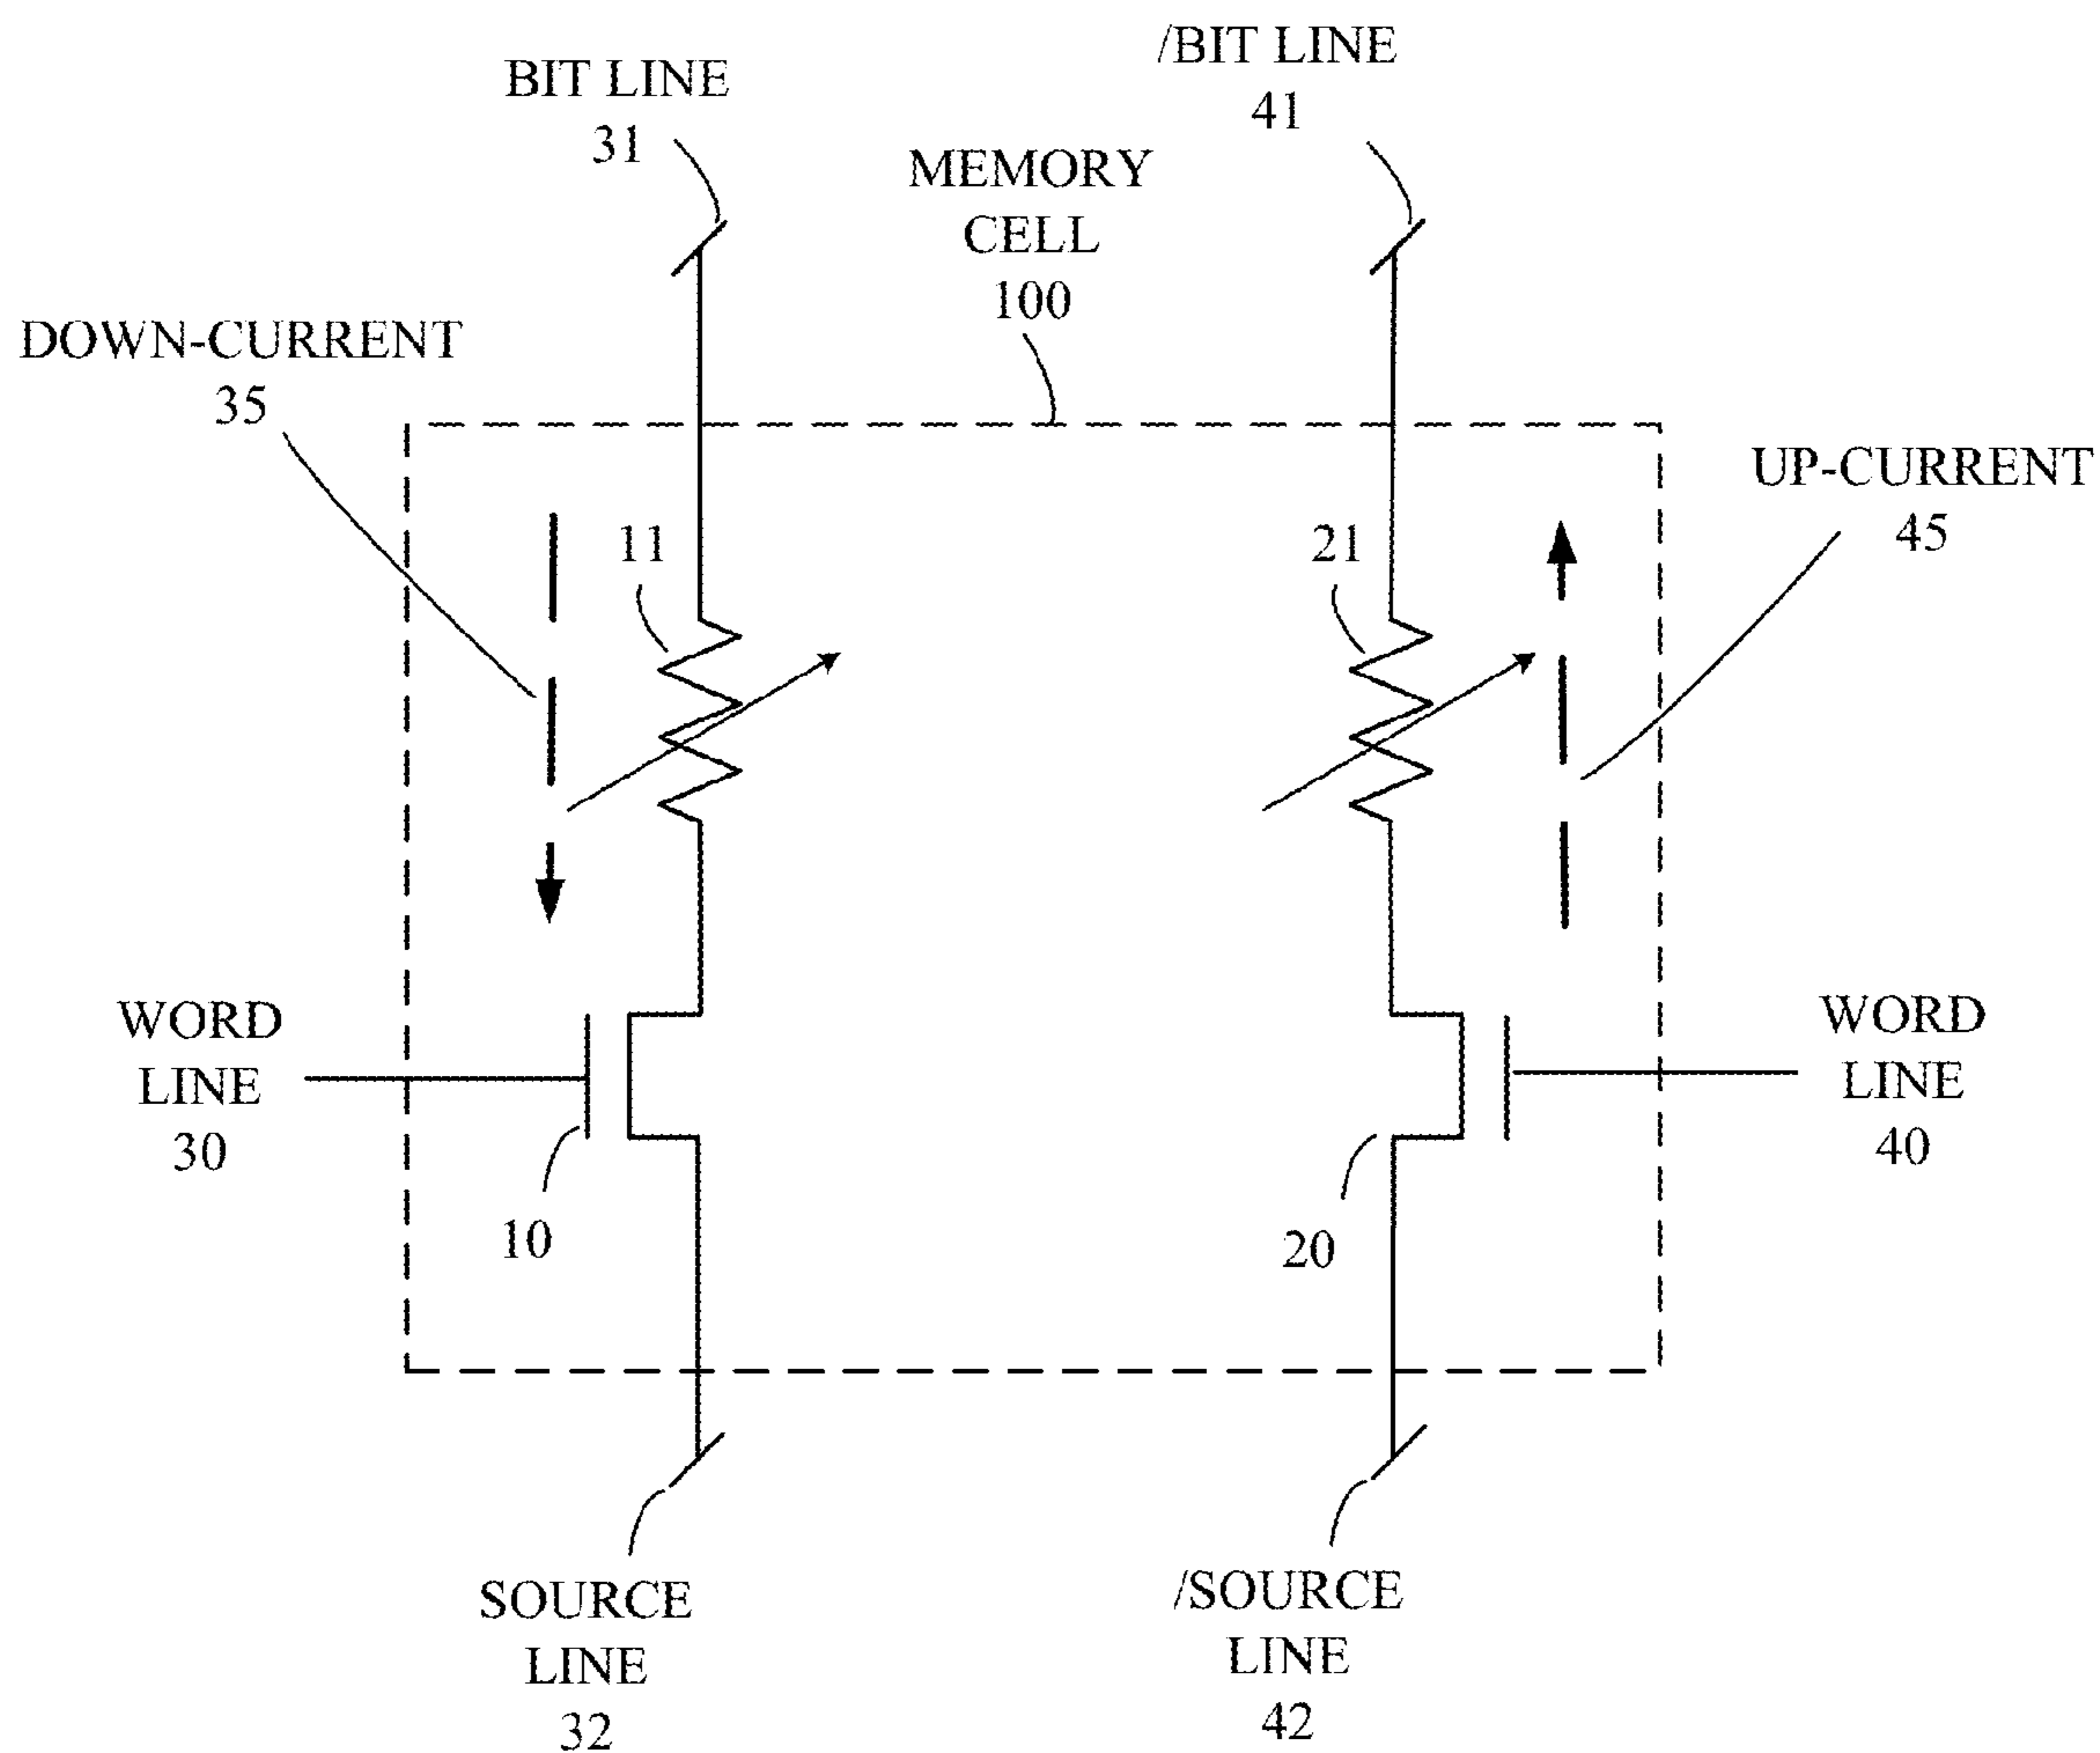 BIT LINE
31
/BIT LINE
41
MEMORY
CELL
100
DOWN-CURRENT
35
UP-CURRENT
45
11
21
WORD
LINE
30
WORD
LINE
40
10
20
SOURCE
LINE
32
/SOURCE
LINE
42